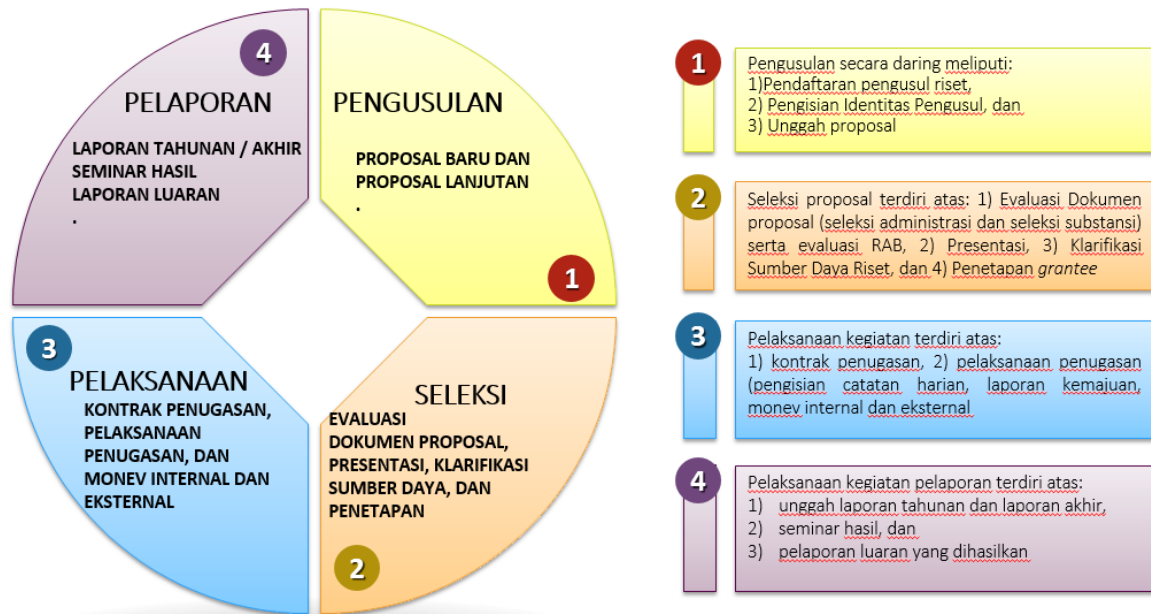 4
PELAPORAN
LAPORAN TAHUNAN / AKHIR
SEMINAR HASIL
LAPORAN LUARAN
.
PENGUSULAN
PROPOSAL BARU DAN
PROPOSAL LANJUTAN
.
1
3
PELAKSANAAN
KONTRAK PENUGASAN,
PELAKSANAAN
PENUGASAN, DAN
MONEV INTERNAL DAN
EKSTERNAL
SELEKSI
EVALUASI
DOKUMEN PROPOSAL,
PRESENTASI, KLARIFIKASI
SUMBER DAYA, DAN
PENETAPAN
2
1
Pengusulan secara daring meliputi:
1)Pendaftaran pengusul riset,
2) Pengisian Identitas Pengusul, dan
3) Unggah proposal
2
Seleksi proposal terdiri atas: 1) Evaluasi Dokumen
proposal (seleksi administrasi dan seleksi substansi)
serta evaluasi RAB, 2) Presentasi, 3) Klarifikasi
Sumber Daya Riset, dan 4) Penetapan grantee
3
Pelaksanaan kegiatan terdiri atas:
1) kontrak penugasan, 2) pelaksanaan penugasan
(pengisian catatan harian, laporan kemajuan,
monev internal dan eksternal
4
Pelaksanaan kegiatan pelaporan terdiri atas:
1) unggah laporan tahunan dan laporan akhir,
2) seminar hasil, dan
3) pelaporan luaran yang dihasilkan